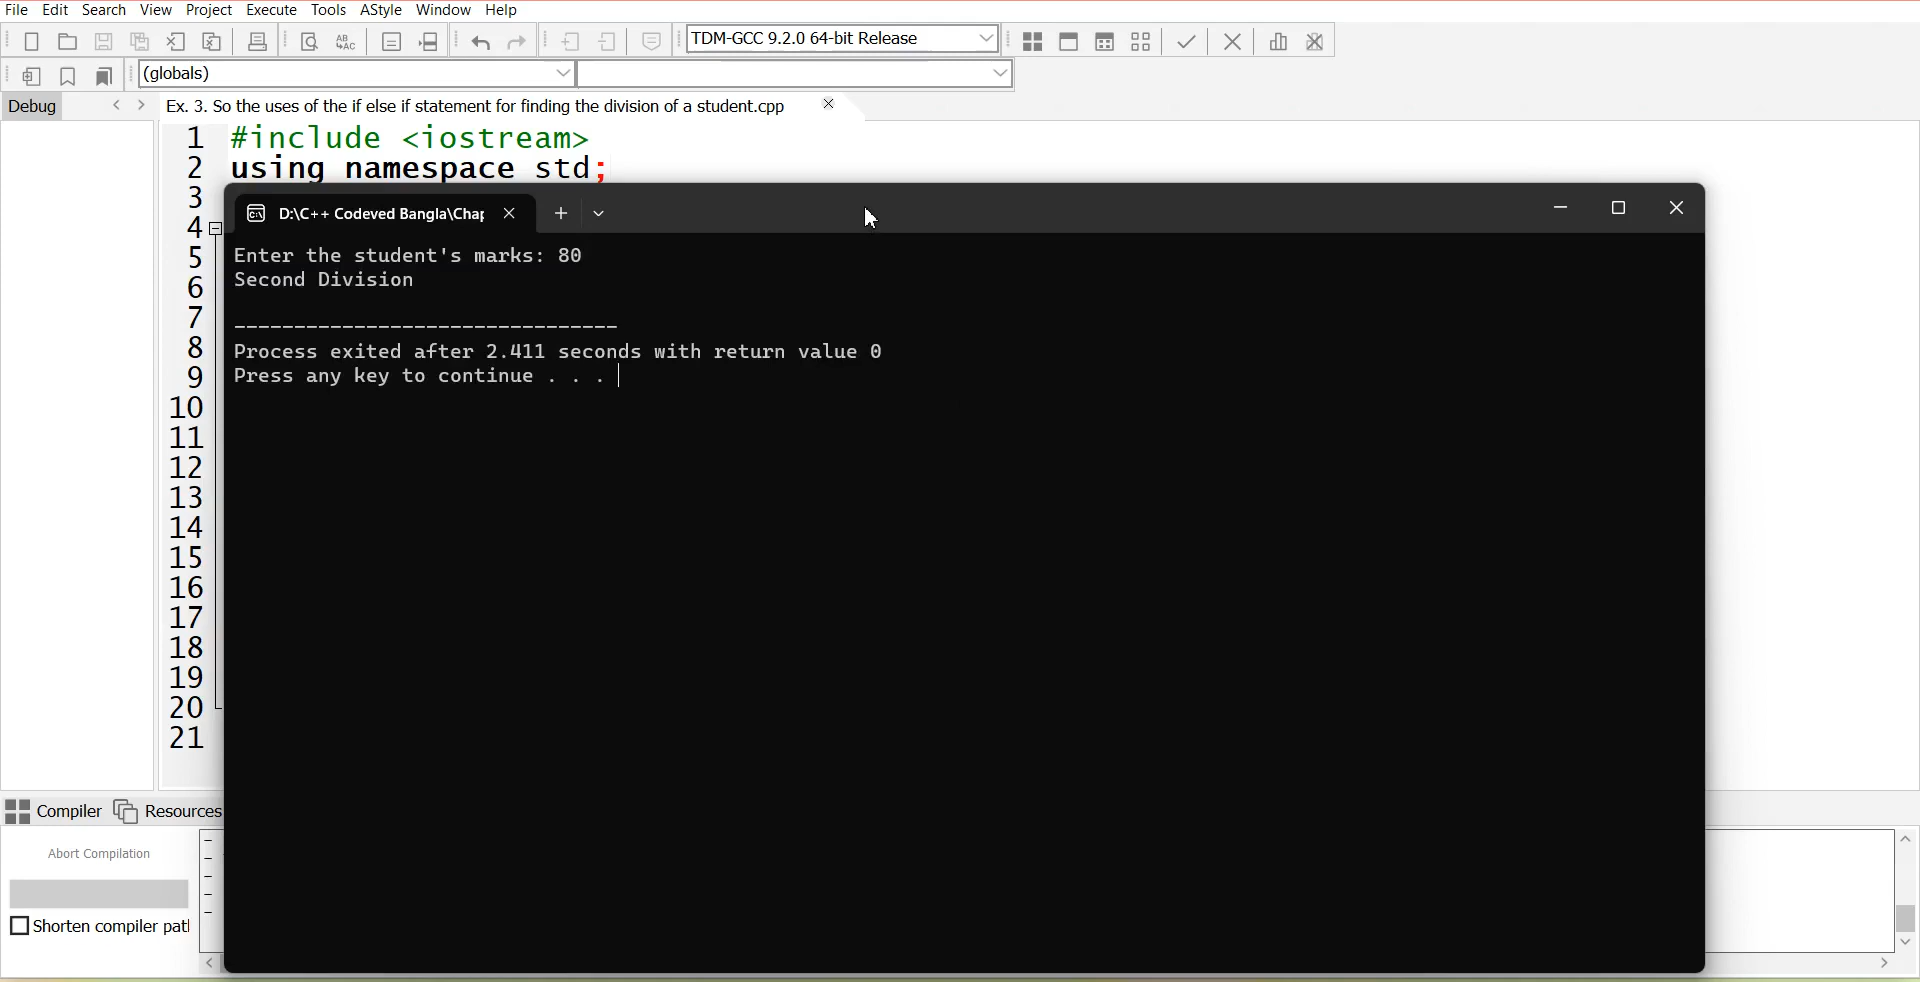 File Edit Search View Project Execute Tools AStyle Window Help
TDM-GCC 9.2.0 64-bit Release
(globals)
Debug
Ex. 3. So the uses of the if else if statement for finding the division of a student.cpp
1 #include <iostream>
2 using namespace std;
3
D:\C++ Codeved Bangla\Chap
4
5 Enter the student's marks: 80
6 Second Division
7 --------------------------------
8 Process exited after 2.411 seconds with return value 0
9 Press any key to continue . . .
10
11
12
13
14
15
16
17
18
19
20
21
Compiler Resources
Abort Compilation
Shorten compiler pat